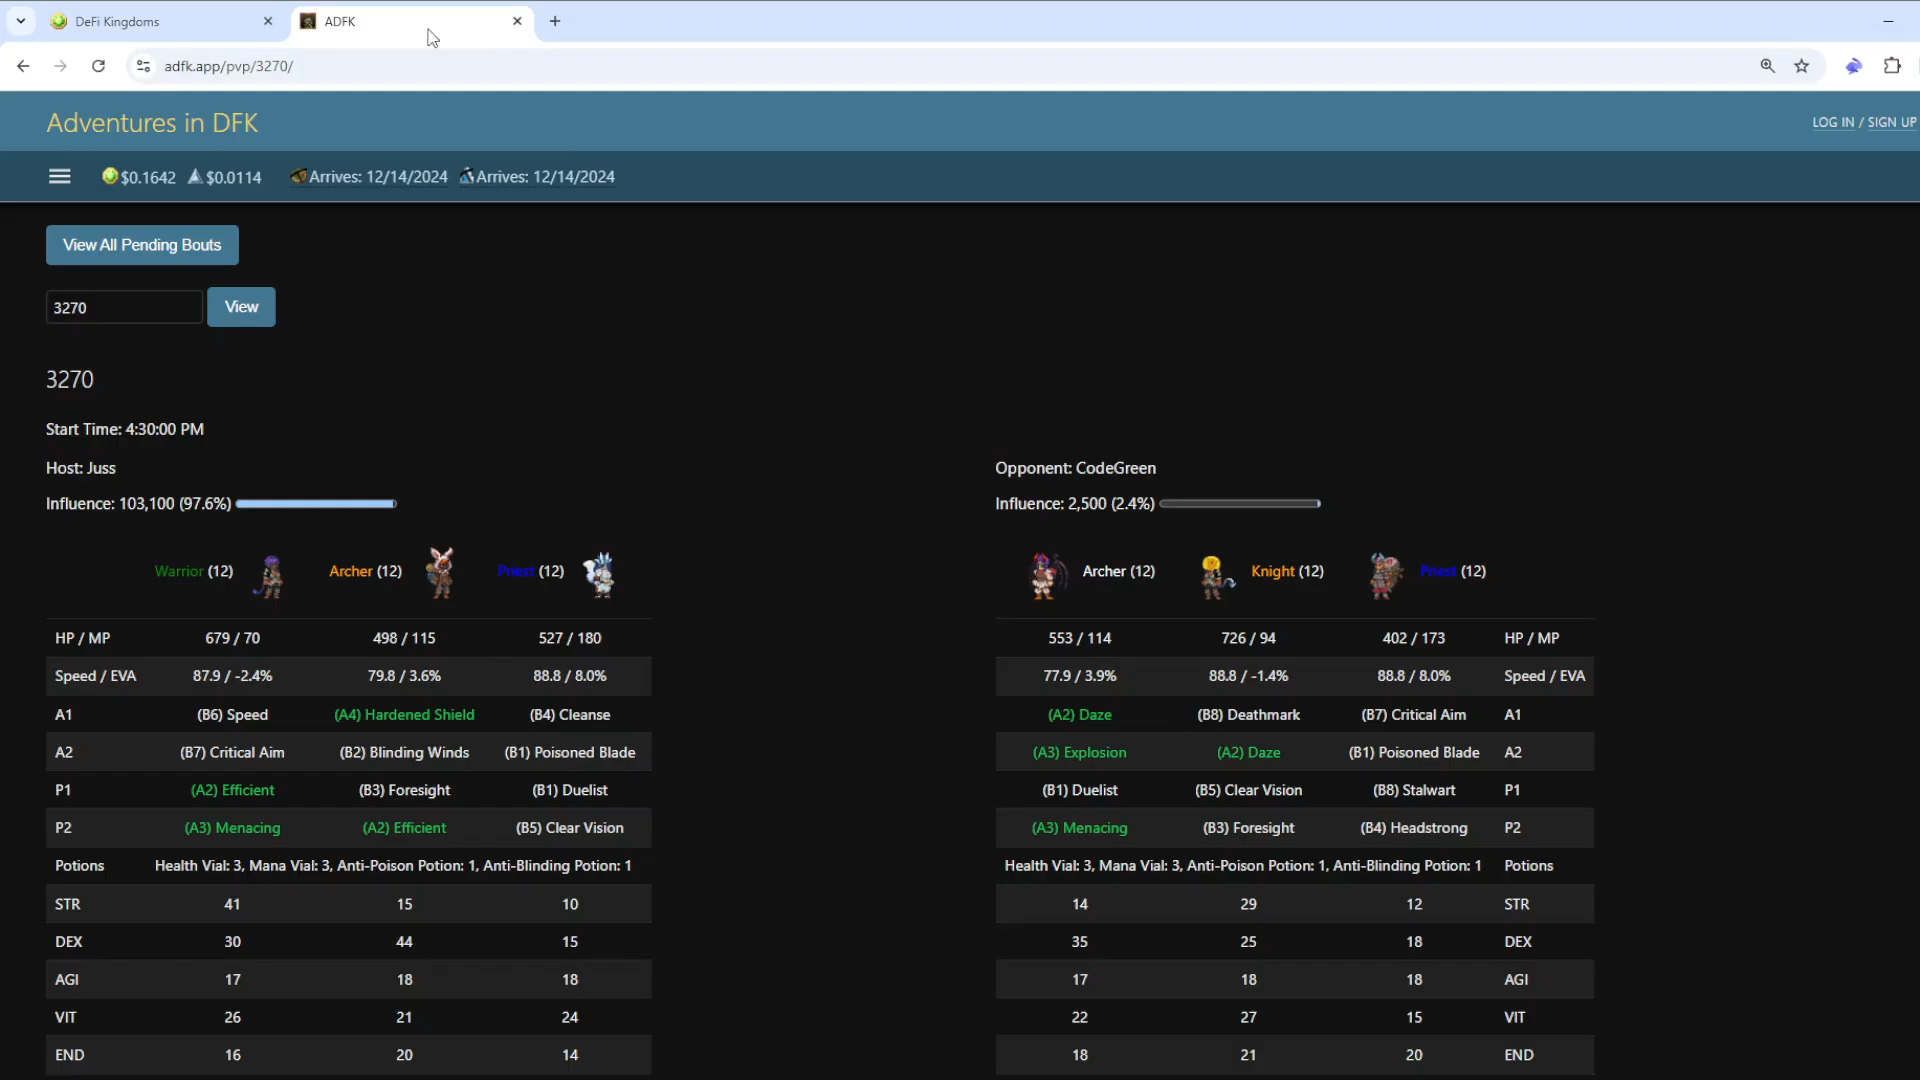 DeFi Kingdoms
ADFK
adfk.app/pvp/3270/
Adventures in DFK
LOG IN / SIGN UP
$0.1642 $0.0114 Arrives: 12/14/2024 Arrives: 12/14/2024
View All Pending Bouts
3270 View
3270
Start Time: 4:30:00 PM
Host: Juss
Influence: 103,100 (97.6%)
Warrior (12) Archer (12) Priest (12)
HP / MP 679 / 70 498 / 115 527 / 180
Speed / EVA 87.9 / -2.4% 79.8 / 3.6% 88.8 / 8.0%
A1 (B6) Speed (A4) Hardened Shield (B4) Cleanse
A2 (B7) Critical Aim (B2) Blinding Winds (B1) Poisoned Blade
P1 (A2) Efficient (B3) Foresight (B1) Duelist
P2 (A3) Menacing (A2) Efficient (B5) Clear Vision
Potions Health Vial: 3, Mana Vial: 3, Anti-Poison Potion: 1, Anti-Blinding Potion: 1
STR 41 15 10
DEX 30 44 15
AGI 17 18 18
VIT 26 21 24
END 16 20 14
Opponent: CodeGreen
Influence: 2,500 (2.4%)
Archer (12) Knight (12) Priest (12)
553 / 114 726 / 94 402 / 173 HP / MP
77.9 / 3.9% 88.8 / -1.4% 88.8 / 8.0% Speed / EVA
(A2) Daze (B8) Deathmark (B7) Critical Aim A1
(A3) Explosion (A2) Daze (B1) Poisoned Blade A2
(B1) Duelist (B5) Clear Vision (B8) Stalwart P1
(A3) Menacing (B3) Foresight (B4) Headstrong P2
Health Vial: 3, Mana Vial: 3, Anti-Poison Potion: 1, Anti-Blinding Potion: 1 Potions
14 29 12 STR
35 25 18 DEX
17 18 18 AGI
22 27 15 VIT
18 21 20 END